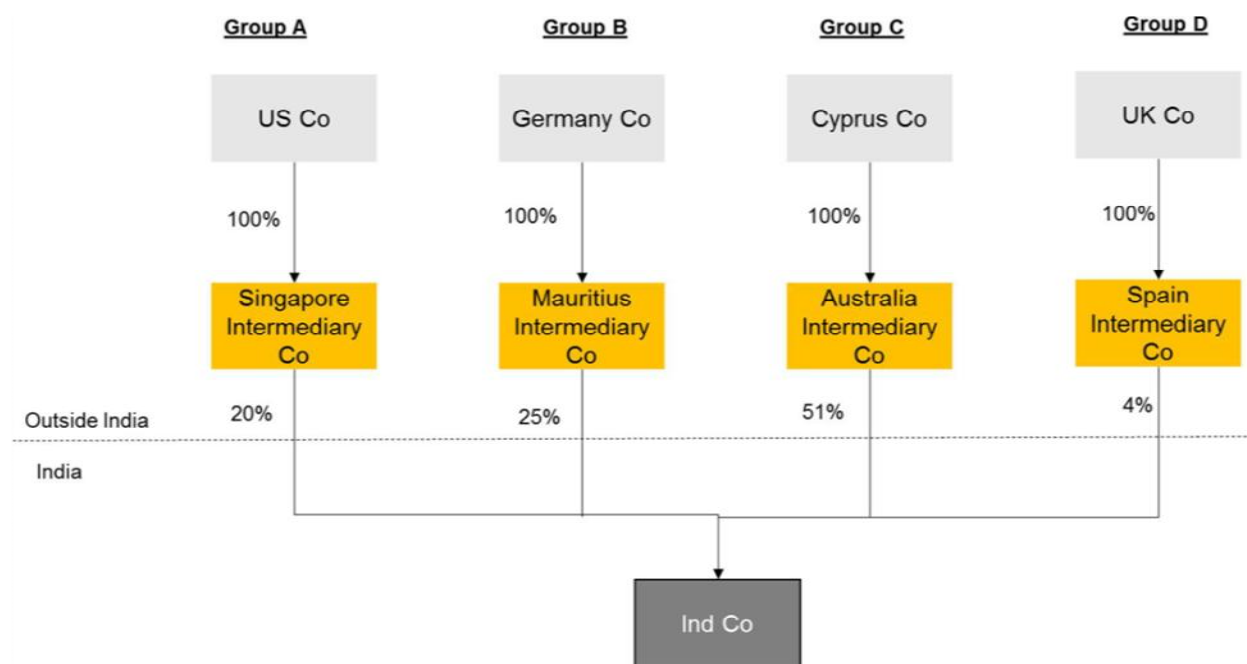 Group A
Group B
Group C
Group D
US Co
Germany Co
Cyprus Co
UK Co
100%
100%
100%
100%
Singapore
Intermediary
Co
Mauritius
Intermediary
Co
Australia
Intermediary
Co
Spain
Intermediary
Co
Outside India
20%
25%
51%
4%
India
Ind Co